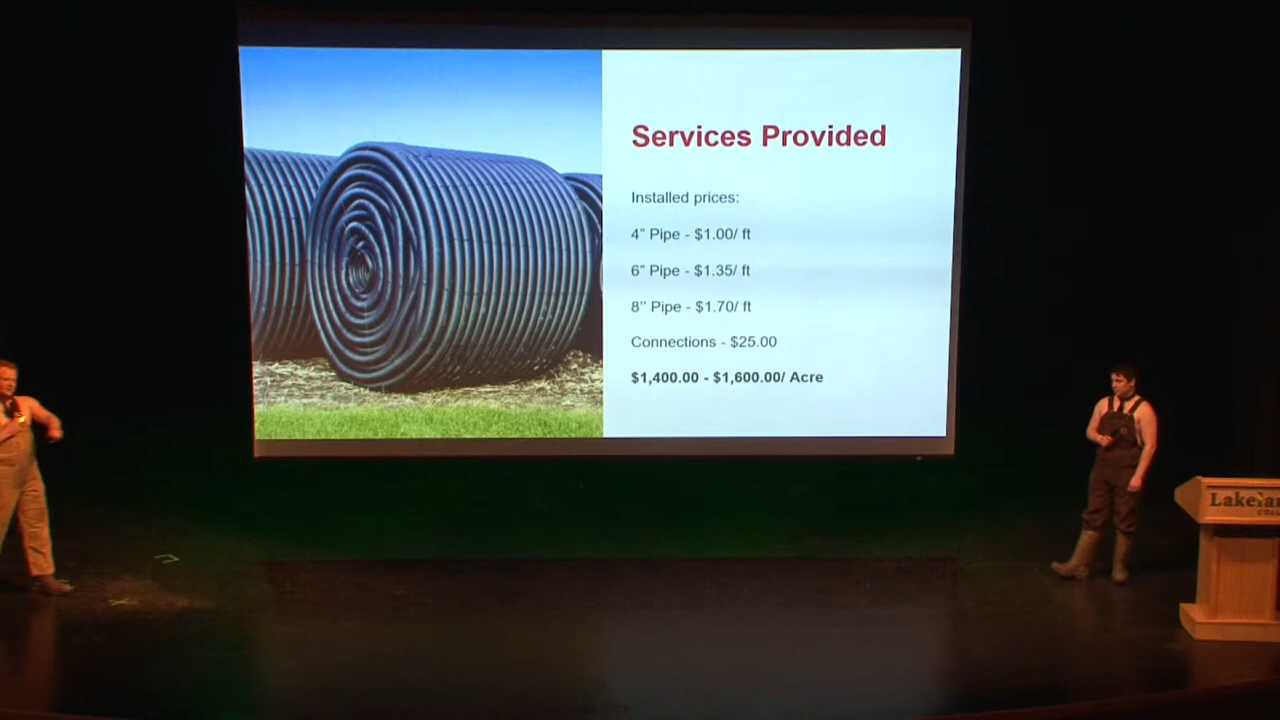 Services Provided
Installed prices:
4” Pipe - $1.00/ ft
6” Pipe - $1.35/ ft
8’’ Pipe - $1.70/ ft
Connections - $25.00
$1,400.00 - $1,600.00/ Acre